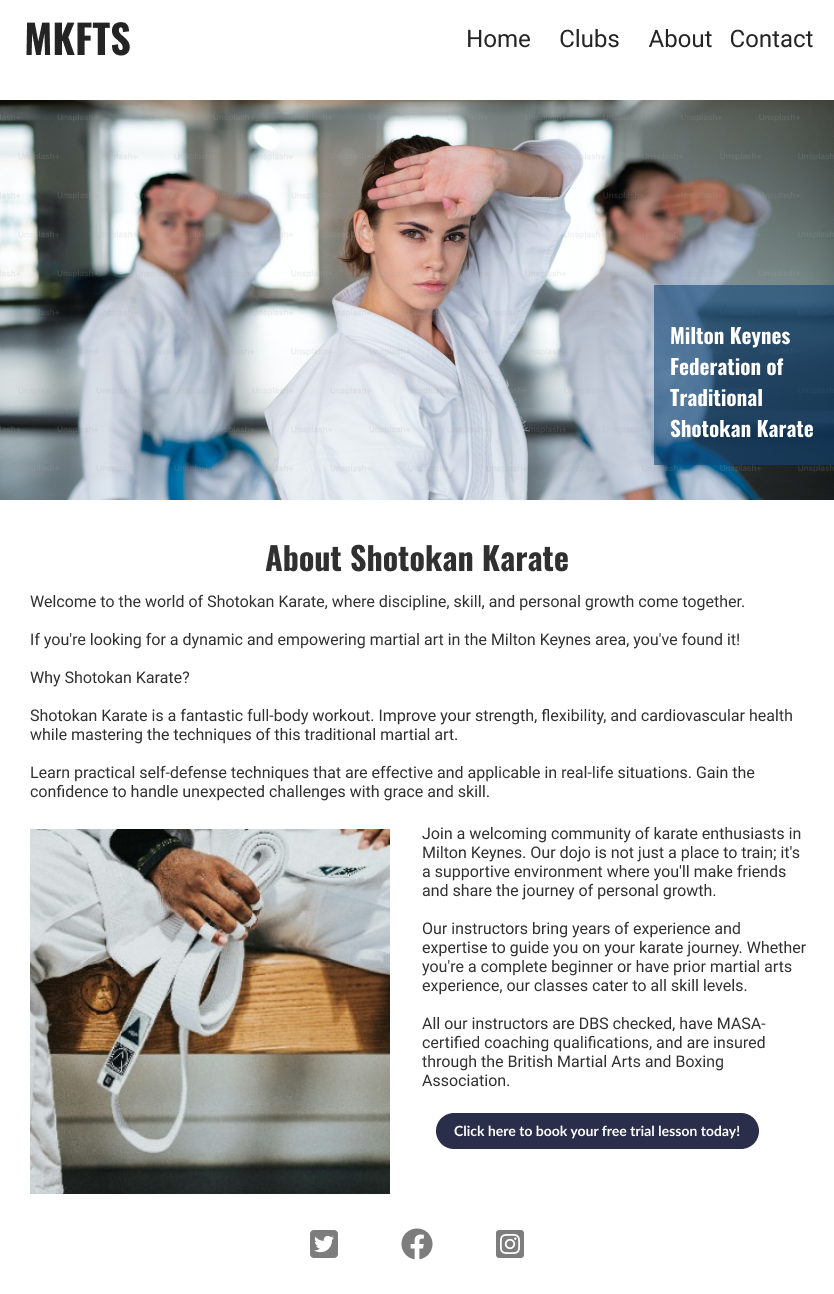 MKFTS
Home Clubs About Contact
Unsplash+
Milton Keynes
Federation of
Traditional
Shotokan Karate
About Shotokan Karate
Welcome to the world of Shotokan Karate, where discipline, skill, and personal growth come together.
If you're looking for a dynamic and empowering martial art in the Milton Keynes area, you've found it!
Why Shotokan Karate?
Shotokan Karate is a fantastic full-body workout. Improve your strength, flexibility, and cardiovascular health
while mastering the techniques of this traditional martial art.
Learn practical self-defense techniques that are effective and applicable in real-life situations. Gain the
confidence to handle unexpected challenges with grace and skill.
Join a welcoming community of karate enthusiasts in
Milton Keynes. Our dojo is not just a place to train; it's
a supportive environment where you'll make friends
and share the journey of personal growth.
Our instructors bring years of experience and
expertise to guide you on your karate journey. Whether
you're a complete beginner or have prior martial arts
experience, our classes cater to all skill levels.
All our instructors are DBS checked, have MASA-
certified coaching qualifications, and are insured
through the British Martial Arts and Boxing
Association.
Click here to book your free trial lesson today!